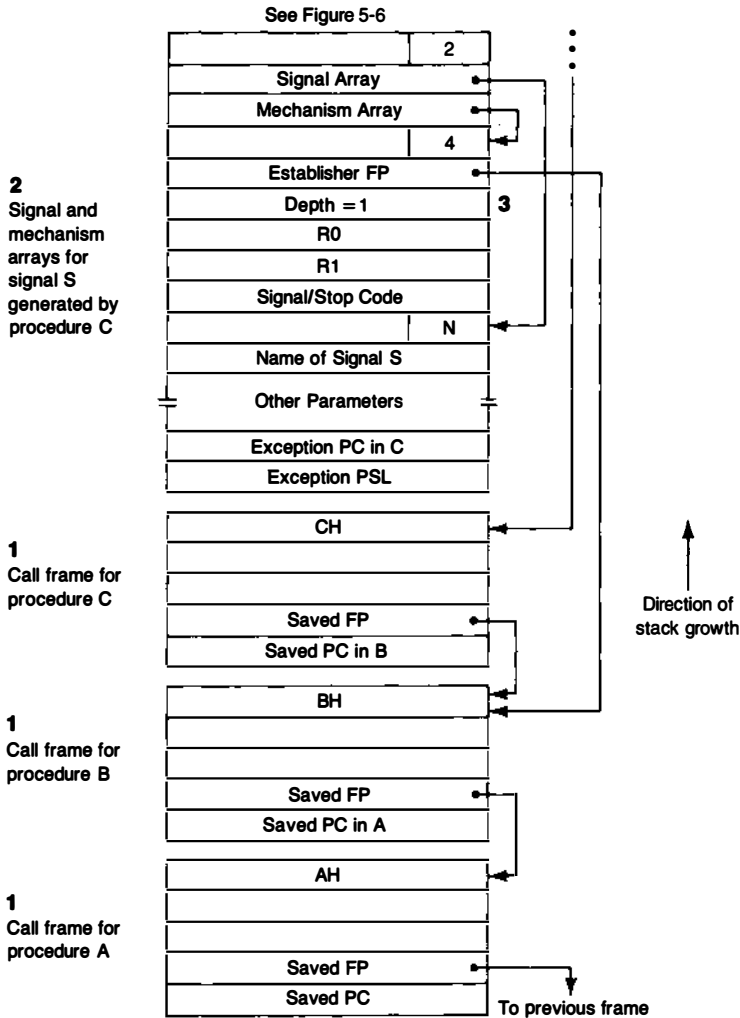 See Figure 5-6
2
Signal Array
Mechanism Array
4
Establisher FP
2
Signal and
mechanism
arrays for
signal S
generated by
procedure C
Depth = 1
3
R0
R1
Signal/Stop Code
N
Name of Signal S
Other Parameters
Exception PC in C
Exception PSL
CH
1
Call frame for
procedure C
Saved FP
Saved PC in B
Direction of
stack growth
BH
1
Call frame for
procedure B
Saved FP
Saved PC in A
AH
1
Call frame for
procedure A
Saved FP
Saved PC
To previous frame